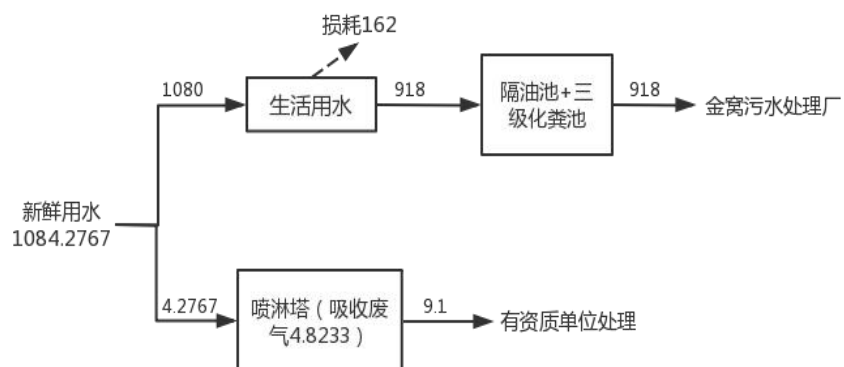 损耗162
1080
生活用水
918
隔油池+三
级化粪池
918
金窝污水处理厂
新鲜用水
1084.2767
4.2767
喷淋塔（吸收废
气4.8233）
9.1
有资质单位处理